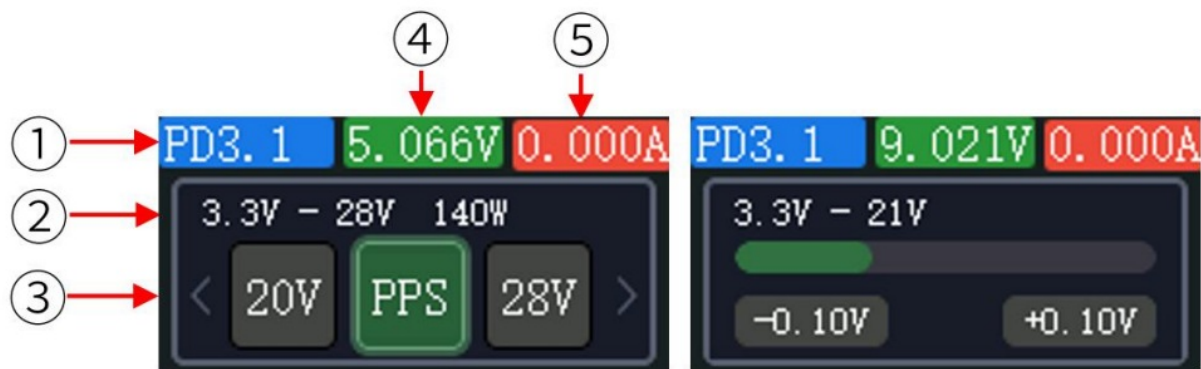 ④ ⑤
① PD3.1 5.066V 0.000A
② 3.3V - 28V 140W
③ < 20V PPS 28V >
PD3.1 9.021V 0.000A
3.3V - 21V
-0.10V +0.10V